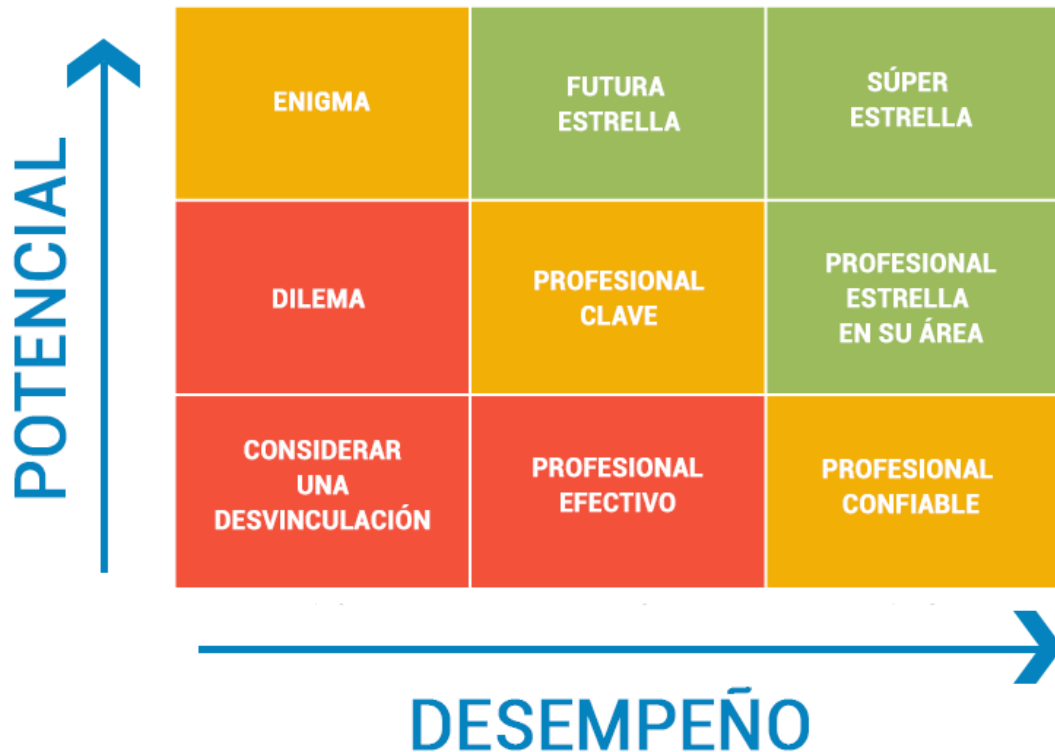 POTENCIAL
ENIGMA
FUTURA
ESTRELLA
SÚPER
ESTRELLA
DILEMA
PROFESIONAL
CLAVE
PROFESIONAL
ESTRELLA
EN SU ÁREA
CONSIDERAR
UNA
DESVINCULACIÓN
PROFESIONAL
EFECTIVO
PROFESIONAL
CONFIABLE
DESEMPEÑO